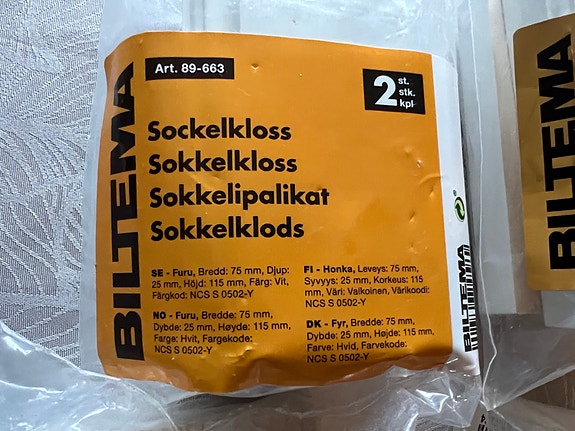 BILTEMA
Art. 89-663
2 st.
stk.
kpl
Sockelkloss
Sokkelkloss
Sokkelipalikat
Sokkelklods
SE - Furu, Bredd: 75 mm, Djup:
25 mm, Höjd: 115 mm, Färg: Vit,
Färgkod: NCS S 0502-Y
NO - Furu, Bredde: 75 mm,
Dybde: 25 mm, Høyde: 115 mm,
Farge: Hvit, Fargekode:
NCS S 0502-Y
FI - Honka, Leveys: 75 mm,
Syvyys: 25 mm, Korkeus: 115
mm, Väri: Valkoinen, Värikoodi:
NCS S 0502-Y
DK - Fyr, Bredde: 75 mm,
Dybde: 25 mm, Højde: 115 mm,
Farve: Hvid, Farvekode:
NCS S 0502-Y
BILTEMA
BILTEMA